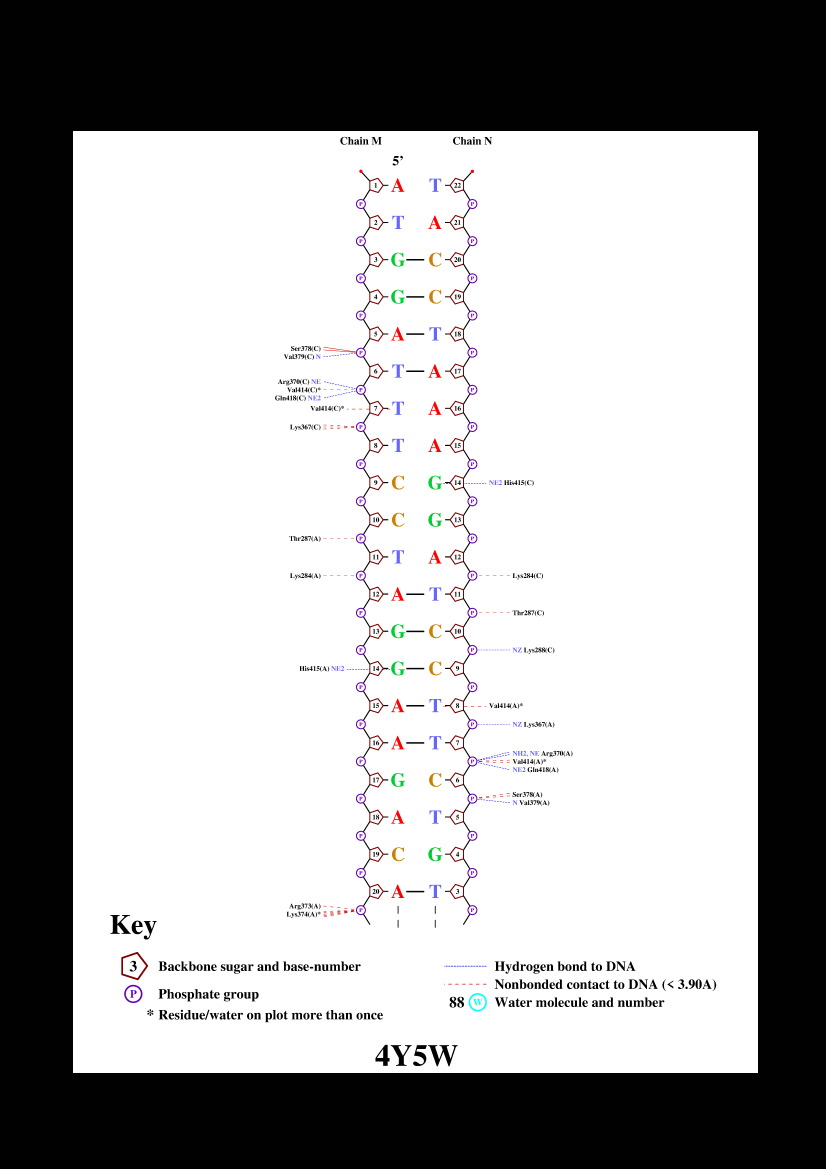 Chain M Chain N
5’
1 A T 22
P P
2 T A 21
P P
3 G C 20
P P
4 G C 19
P P
5 A T 18
Ser378(C)
P P
Val379(C) N
6 T A 17
Arg370(C) NE
Val414(C)* P P
Gln418(C) NE2
Val414(C)* 7 T A 16
Lys367(C) P P
8 T A 15
P P
9 C G 14 NE2 His415(C)
P P
10 C G 13
Thr287(A) P P
11 T A 12
Lys284(A) P P Lys284(C)
12 A T 11
P P Thr287(C)
13 G C 10
P P NZ Lys288(C)
His415(A) NE2 14 G C 9
P P
15 A T 8 Val414(A)*
P P NZ Lys367(A)
16 A T 7
NH2, NE Arg370(A)
P P Val414(A)*
NE2 Gln418(A)
17 G C 6
Ser378(A)
P P
N Val379(A)
18 A T 5
P P
19 C G 4
P P
20 A T 3
Arg373(A)
P P
Lys374(A)*
Key
3 Backbone sugar and base-number
P Phosphate group
* Residue/water on plot more than once
Hydrogen bond to DNA
Nonbonded contact to DNA (< 3.90A)
88 W Water molecule and number
4Y5W